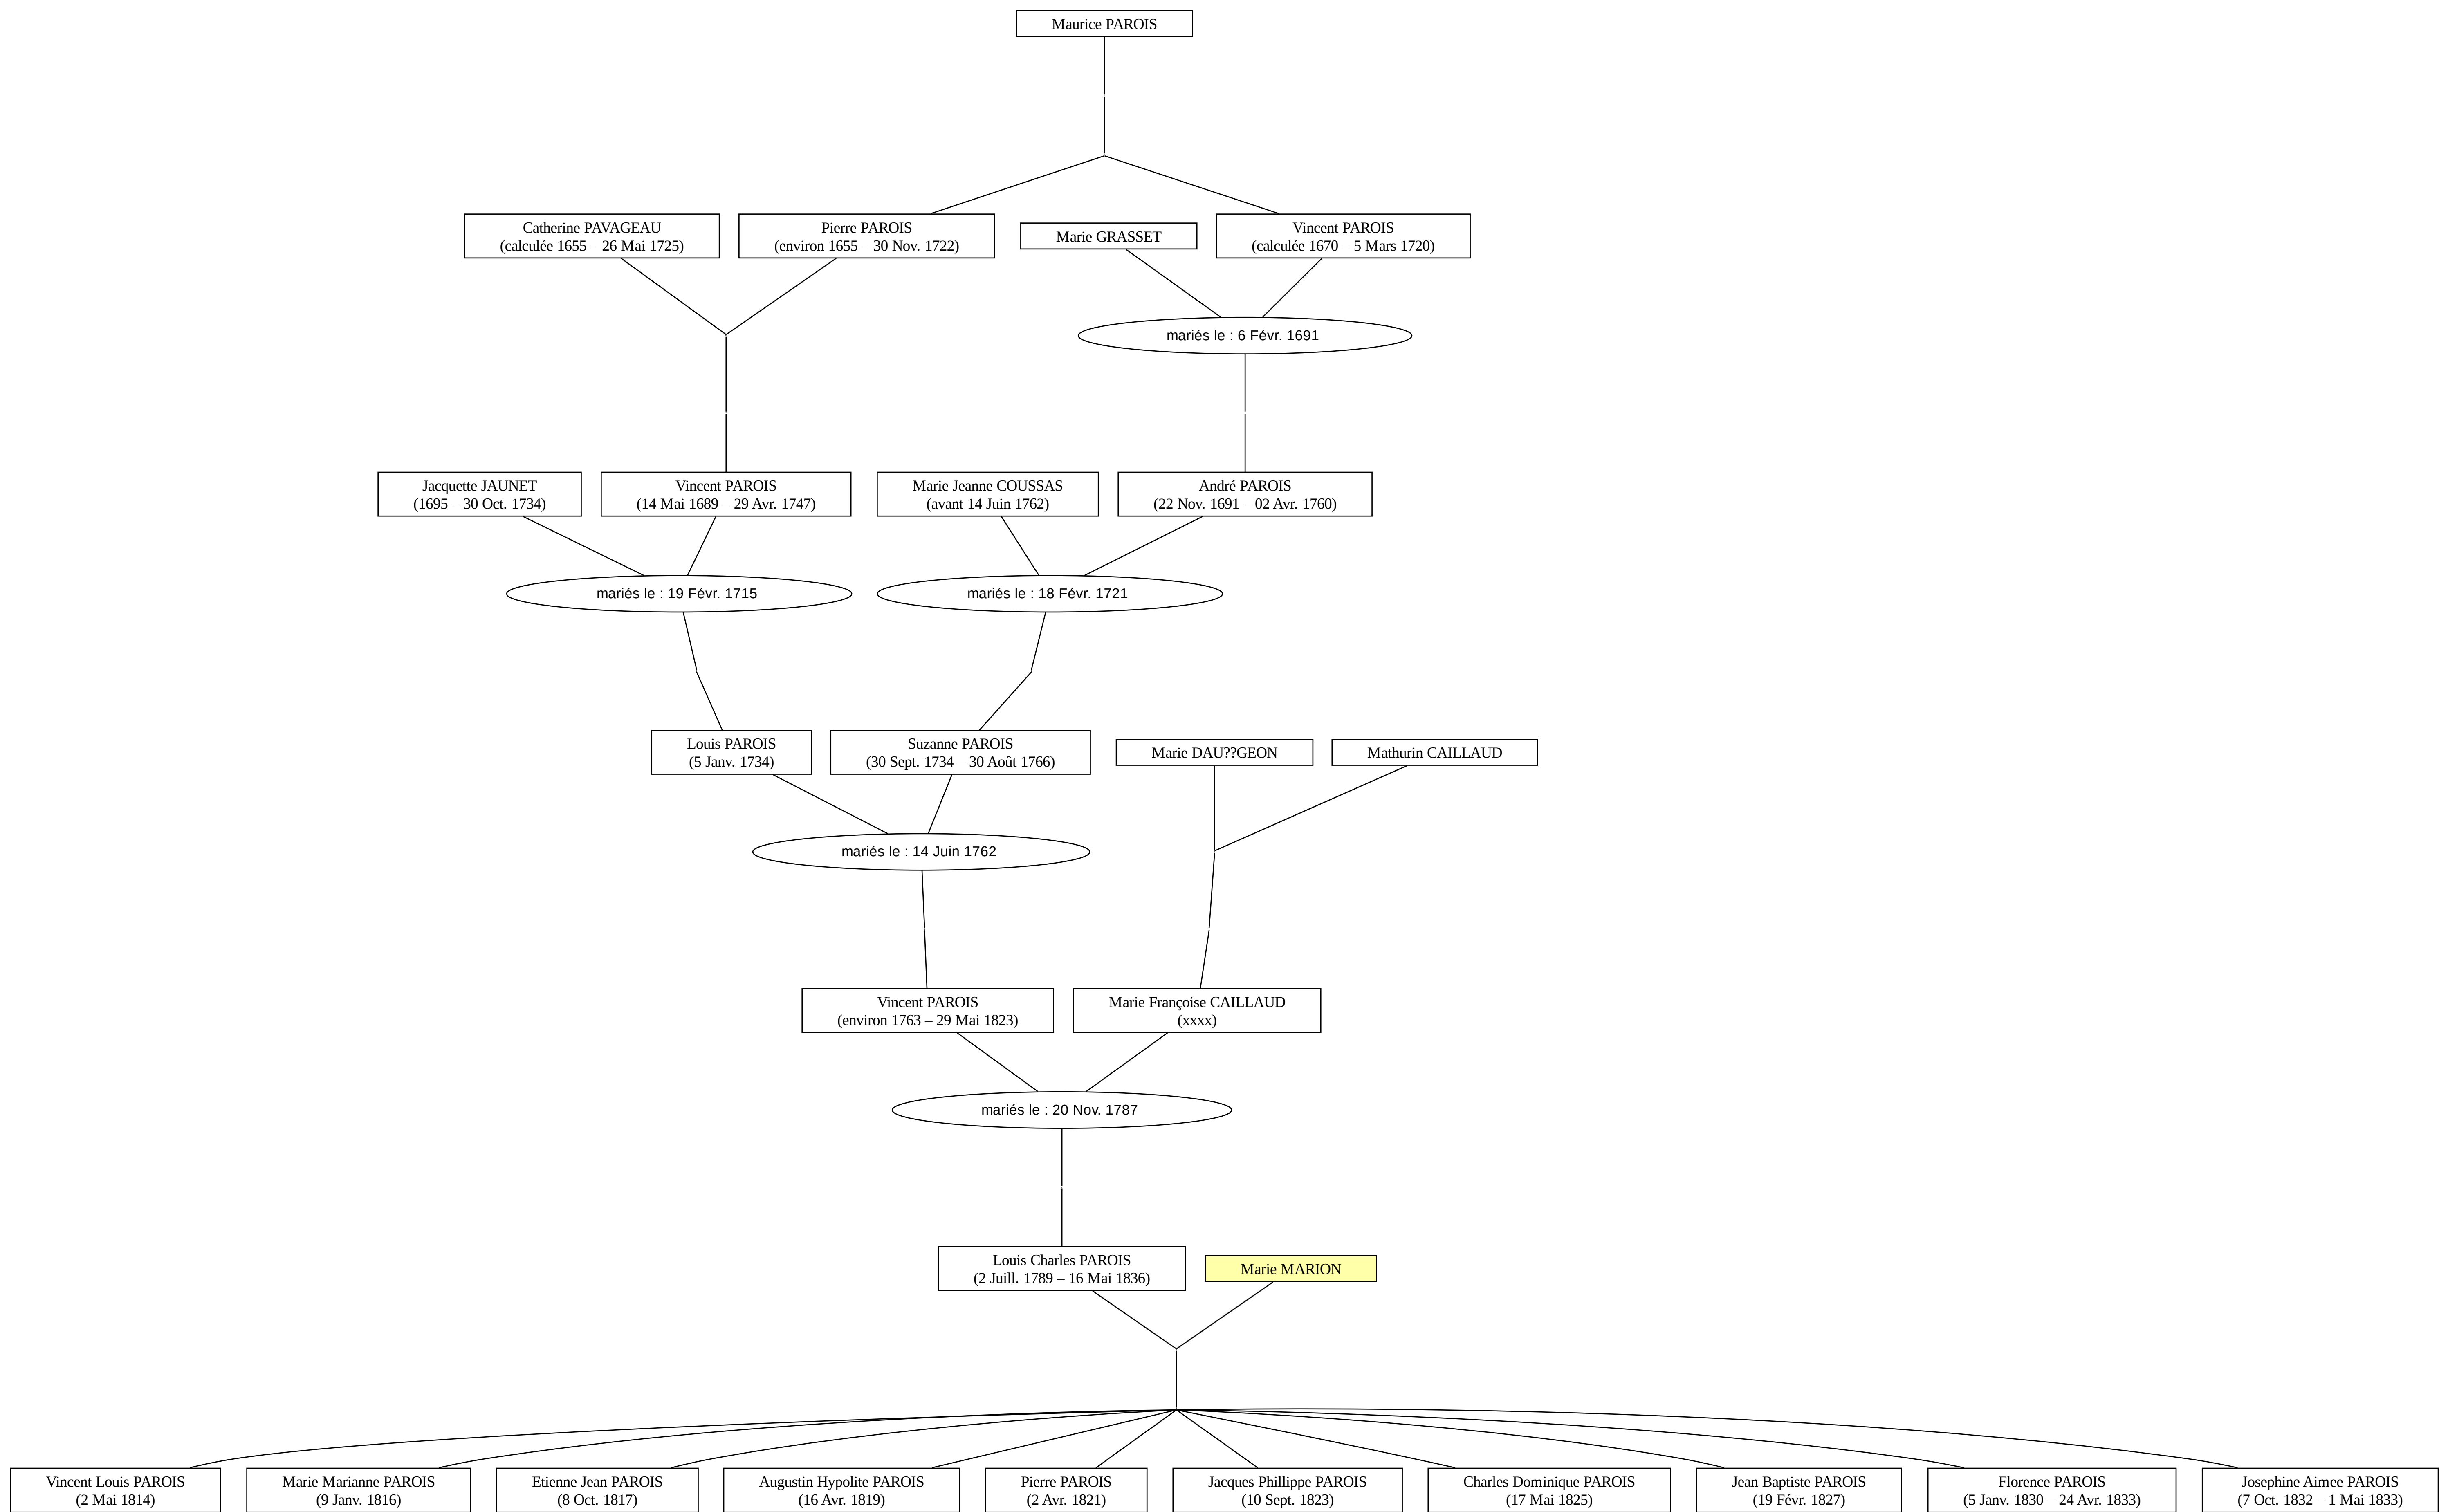 Maurice PAROIS
Catherine PAVAGEAU
(calculée 1655 – 26 Mai 1725)
Pierre PAROIS
(environ 1655 – 30 Nov. 1722)
Marie GRASSET
Vincent PAROIS
(calculée 1670 – 5 Mars 1720)
mariés le : 6 Févr. 1691
Jacquette JAUNET
(1695 – 30 Oct. 1734)
Vincent PAROIS
(14 Mai 1689 – 29 Avr. 1747)
Marie Jeanne COUSSAS
(avant 14 Juin 1762)
André PAROIS
(22 Nov. 1691 – 02 Avr. 1760)
mariés le : 19 Févr. 1715
mariés le : 18 Févr. 1721
Louis PAROIS
(5 Janv. 1734)
Suzanne PAROIS
(30 Sept. 1734 – 30 Août 1766)
Marie DAU??GEON
Mathurin CAILLAUD
mariés le : 14 Juin 1762
Vincent PAROIS
(environ 1763 – 29 Mai 1823)
Marie Françoise CAILLAUD
(xxxx)
mariés le : 20 Nov. 1787
Louis Charles PAROIS
(2 Juill. 1789 – 16 Mai 1836)
Marie MARION
Vincent Louis PAROIS
(2 Mai 1814)
Marie Marianne PAROIS
(9 Janv. 1816)
Etienne Jean PAROIS
(8 Oct. 1817)
Augustin Hypolite PAROIS
(16 Avr. 1819)
Pierre PAROIS
(2 Avr. 1821)
Jacques Phillippe PAROIS
(10 Sept. 1823)
Charles Dominique PAROIS
(17 Mai 1825)
Jean Baptiste PAROIS
(19 Févr. 1827)
Florence PAROIS
(5 Janv. 1830 – 24 Avr. 1833)
Josephine Aimee PAROIS
(7 Oct. 1832 – 1 Mai 1833)